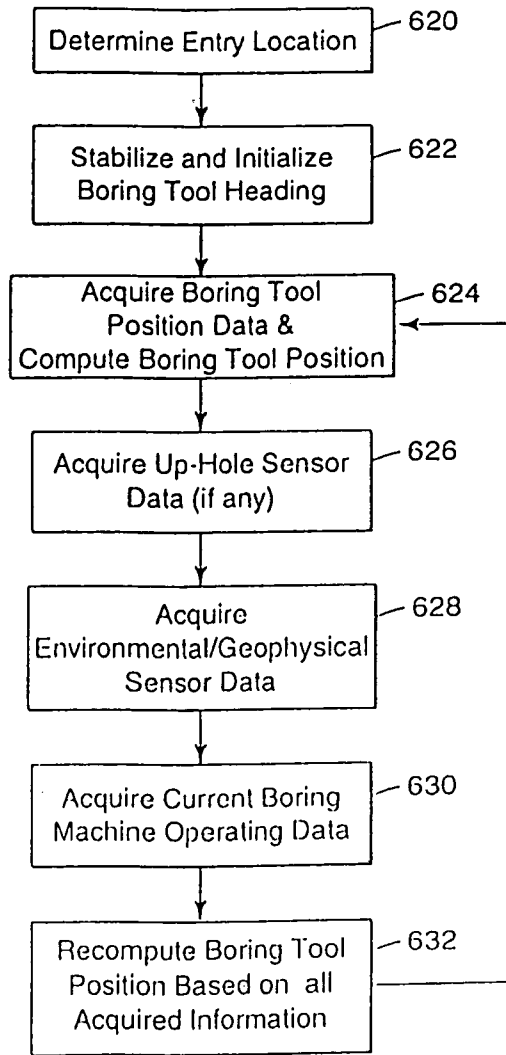 Determine Entry Location
620
Stabilize and Initialize
Boring Tool Heading
622
Acquire Boring Tool
Position Data &
Compute Boring Tool Position
624
Acquire Up-Hole Sensor
Data (if any)
626
Acquire
Environmental/Geophysical
Sensor Data
628
Acquire Current Boring
Machine Operating Data
630
Recompute Boring Tool
Position Based on all
Acquired Information
632